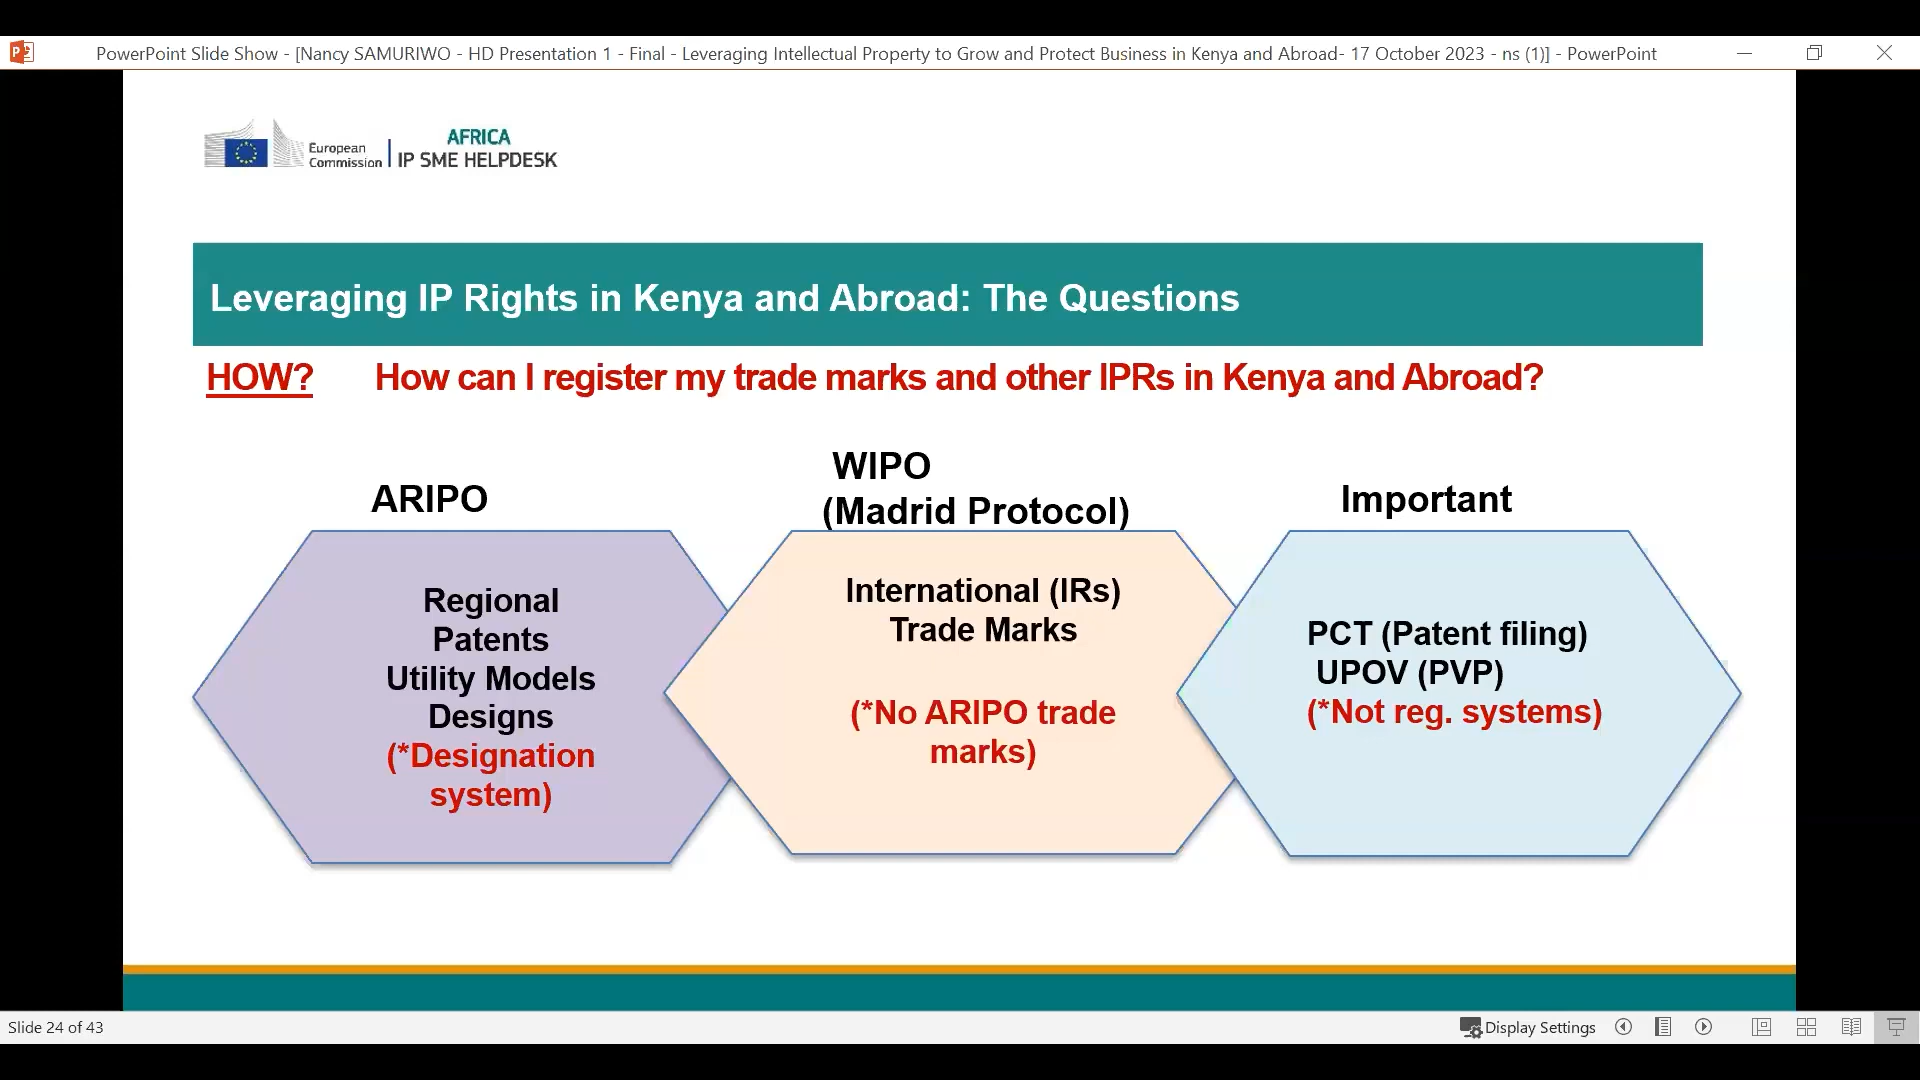 PowerPoint Slide Show - [Nancy SAMURIWO - HD Presentation 1 - Final - Leveraging Intellectual Property to Grow and Protect Business in Kenya and Abroad- 17 October 2023 - ns (1)] - PowerPoint
European
Commission
AFRICA
IP SME HELPDESK
Leveraging IP Rights in Kenya and Abroad: The Questions
HOW? How can I register my trade marks and other IPRs in Kenya and Abroad?
ARIPO
Regional
Patents
Utility Models
Designs
(*Designation
system)
WIPO
(Madrid Protocol)
International (IRs)
Trade Marks
(*No ARIPO trade
marks)
Important
PCT (Patent filing)
UPOV (PVP)
(*Not reg. systems)
Slide 24 of 43
Display Settings